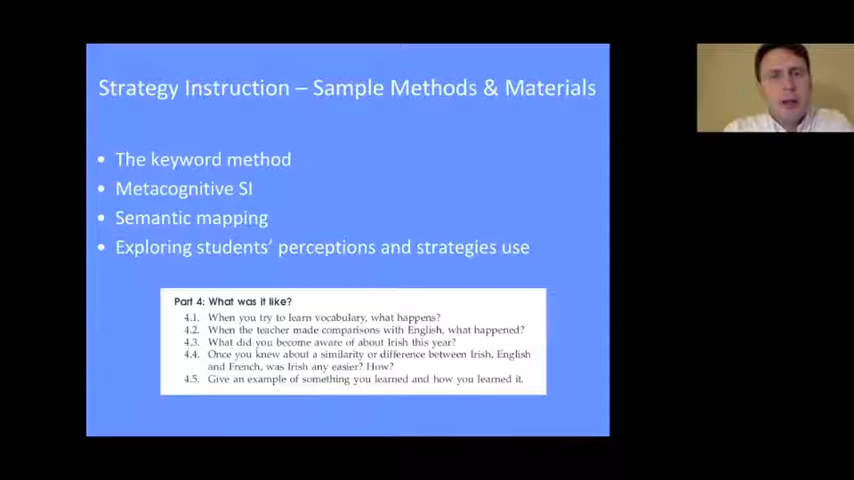 Strategy Instruction – Sample Methods & Materials
• The keyword method
• Metacognitive SI
• Semantic mapping
• Exploring students' perceptions and strategies use
Part 4: What was it like?
4.1. When you try to learn vocabulary, what happens?
4.2. When the teacher made comparisons with English, what happened?
4.3. What did you become aware of about Irish this year?
4.4. Once you knew about a similarity or difference between Irish, English
and French, was Irish any easier? How?
4.5. Give an example of something you learned and how you learned it.